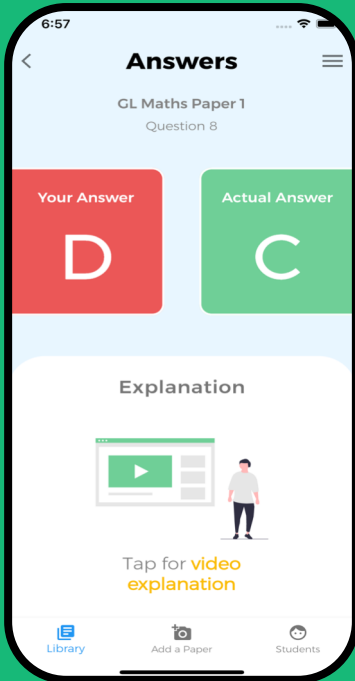 6:57
Answers
GL Maths Paper 1
Question 8
Your Answer
Actual Answer
D
C
Explanation
Tap for video
explanation
Library
Add a Paper
Students